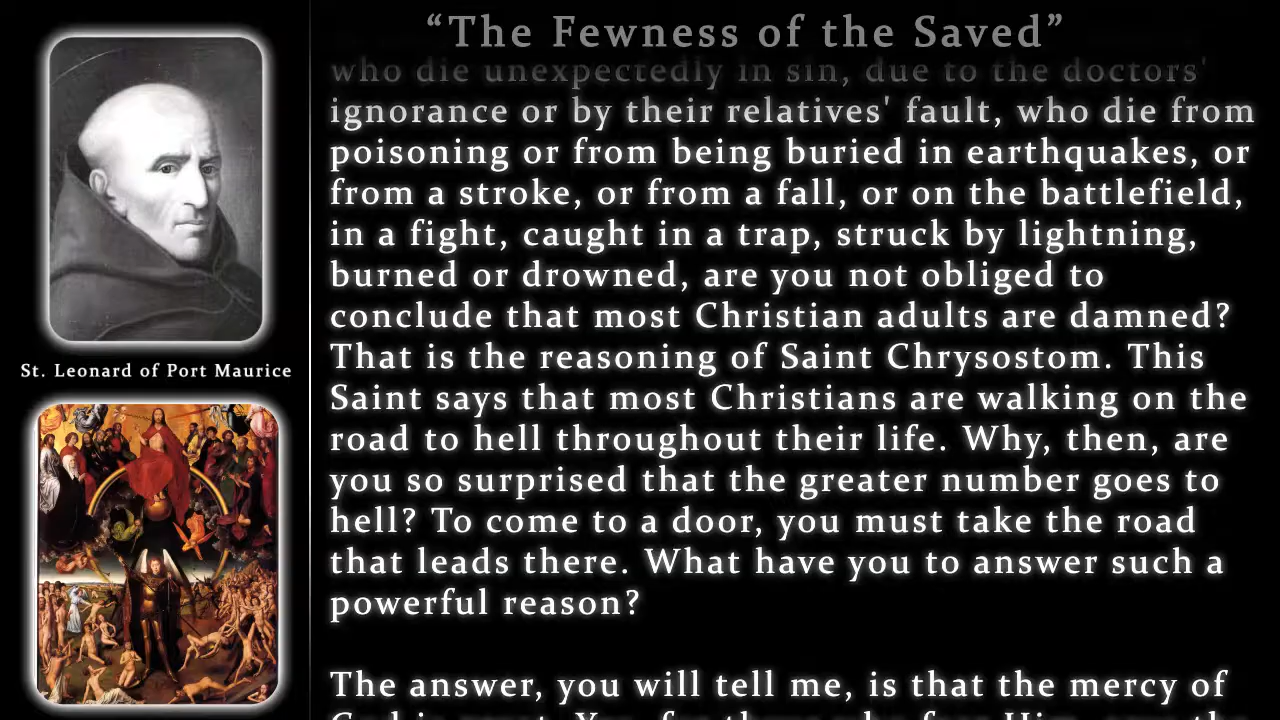 “The Fewness of the Saved”
who die unexpectedly in sin, due to the doctors'
ignorance or by their relatives' fault, who die from
poisoning or from being buried in earthquakes, or
from a stroke, or from a fall, or on the battlefield,
in a fight, caught in a trap, struck by lightning,
burned or drowned, are you not obliged to
conclude that most Christian adults are damned?
That is the reasoning of Saint Chrysostom. This
Saint says that most Christians are walking on the
road to hell throughout their life. Why, then, are
you so surprised that the greater number goes to
hell? To come to a door, you must take the road
that leads there. What have you to answer such a
powerful reason?
The answer, you will tell me, is that the mercy of
St. Leonard of Port Maurice